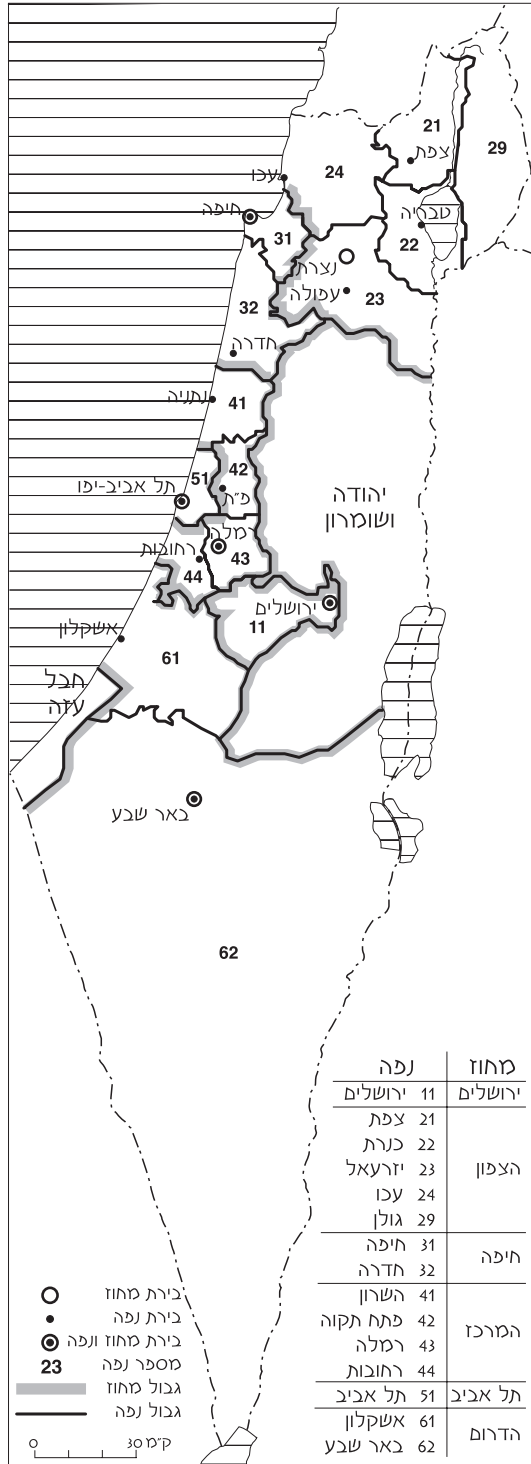 21
29
צפת
24
עכו
חיפה
טבריה
22
31
נצרת
עפולה
23
32
חדרה
נתניה
41
42
51
פ״ת
תל אביב-יפו
יהודה
ושומרון
רמלה
רחובות
43
44
ירושלים
11
אשקלון
61
חבל
עזה
באר שבע
62
מחוז נפה
ירושלים 11 ירושלים
הצפון
21 צפת
22 כנרת
23 יזרעאל
24 עכו
29 גולן
חיפה
31 חיפה
32 חדרה
המרכז
41 השרון
42 פתח תקוה
43 רמלה
44 רחובות
תל אביב 51 תל אביב
הדרום
61 אשקלון
62 באר שבע
בירת מחוז
בירת נפה
בירת מחוז ונפה
מספר נפה 23
גבול מחוז
גבול נפה
0 30 ק״מ